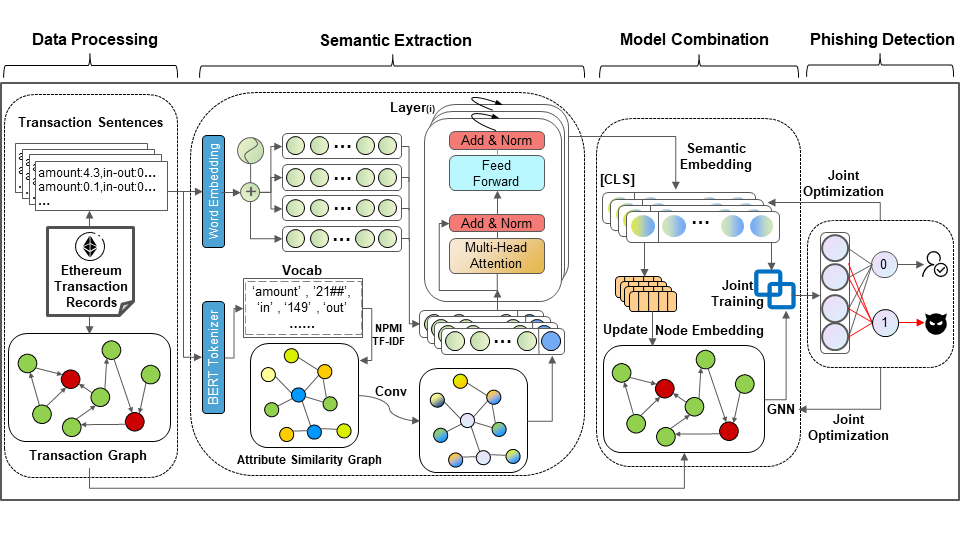 Data Processing
Semantic Extraction
Model Combination
Phishing Detection
Transaction Sentences
amount:4.3,in-out:0...
amount:0.1,in-out:0...
...
Ethereum
Transaction
Records
Transaction Graph
Word Embedding
BERT Tokenizer
+
...
...
...
...
Vocab
‘amount’ , ‘21##’,
‘in’ , ‘149’ , ‘out’
......
NPMI
TF-IDF
Attribute Similarity Graph
Conv
Layer(i)
Add & Norm
Feed
Forward
Add & Norm
Multi-Head
Attention
...
Semantic
Embedding
[CLS]
...
Joint
Training
Update
Node Embedding
GNN
Joint
Optimization
0
1
Joint
Optimization